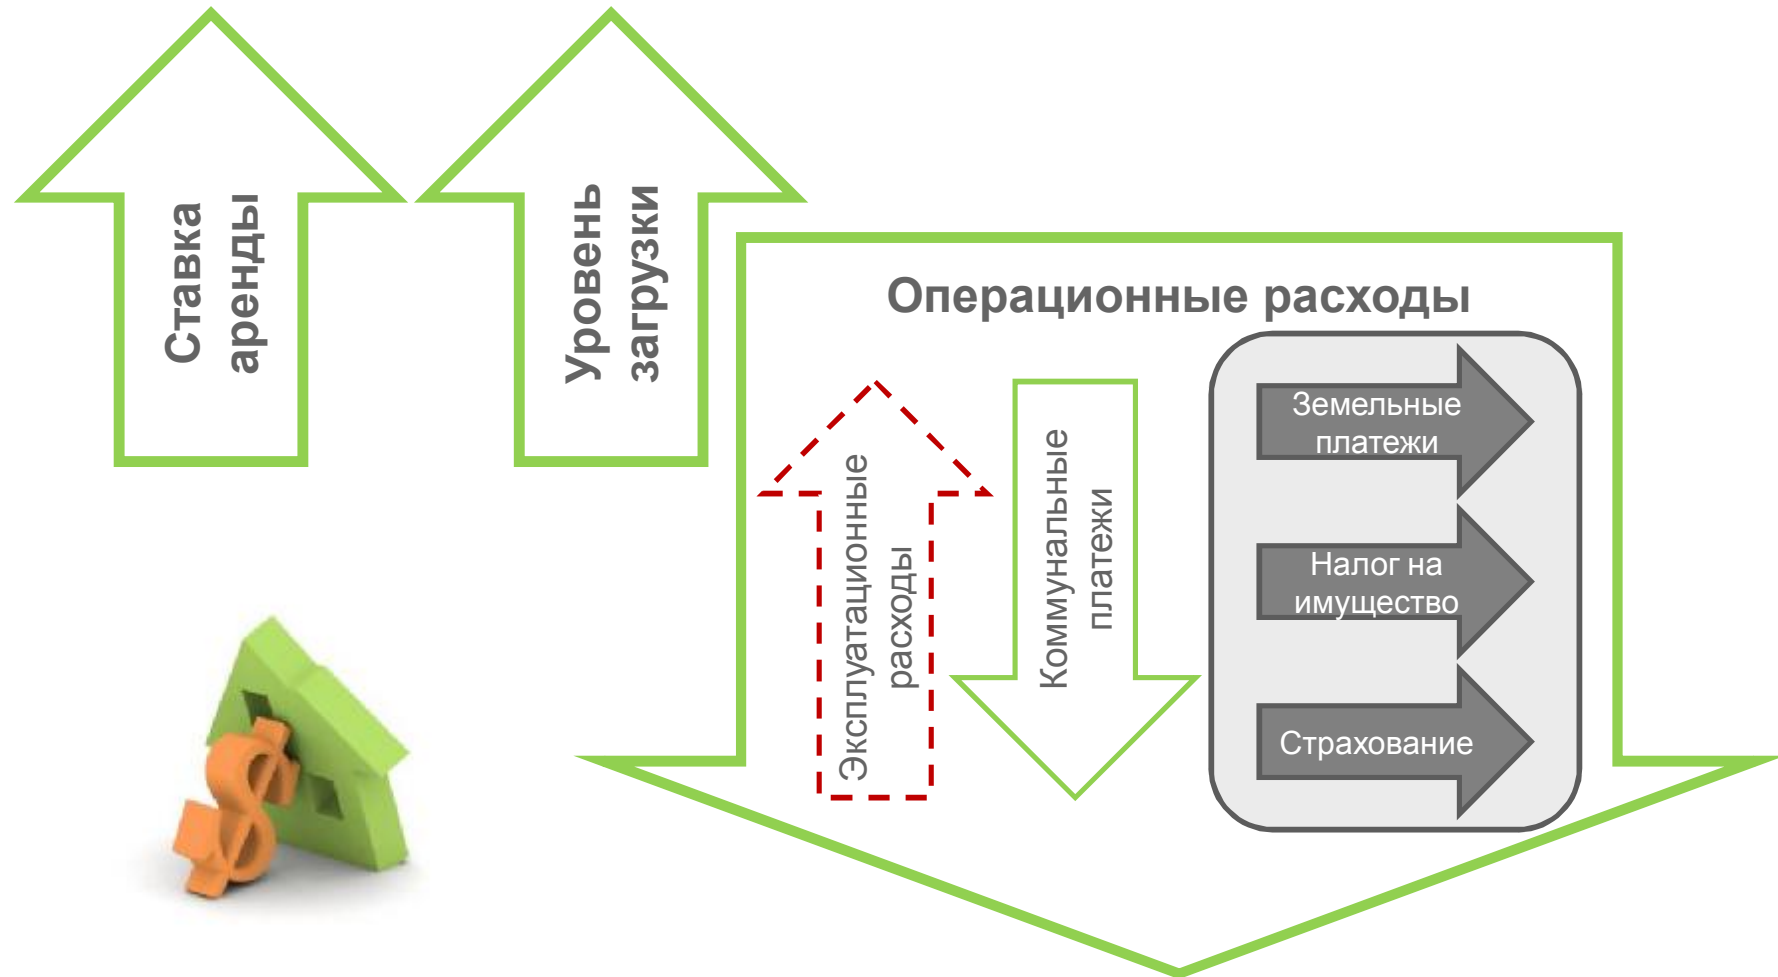 Ставка
аренды
Уровень
загрузки
Операционные расходы
Эксплуатационные
расходы
Коммунальные
платежи
Земельные
платежи
Налог на
имущество
Страхование